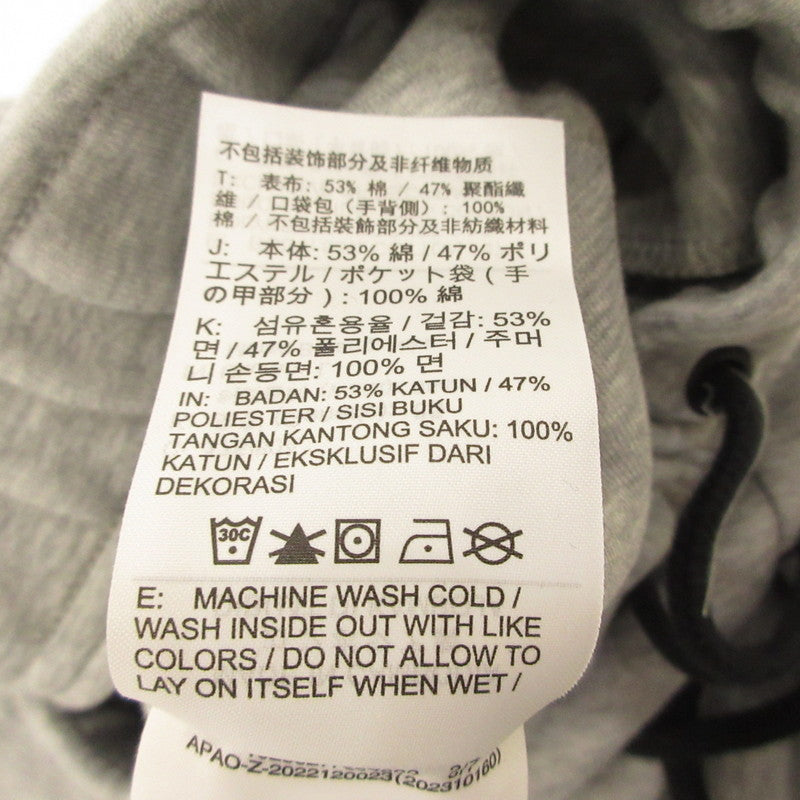 不包括装饰部分及非纤维物质
T: 表布: 53% 棉 / 47% 聚酯纖
維 / 口袋包（手背側）: 100%
棉 / 不包括裝飾部分及非紡織材料
J: 本体: 53% 綿 / 47% ポリ
エステル / ポケット袋 ( 手
の甲部分 ) : 100% 綿
K: 섬유혼용율 / 겉감: 53%
면 / 47% 폴리에스터 / 주머
니 손등면: 100% 면
IN: BADAN: 53% KATUN / 47%
POLIESTER / SISI BUKU
TANGAN KANTONG SAKU: 100%
KATUN / EKSKLUSIF DARI
DEKORASI
30C
E: MACHINE WASH COLD /
WASH INSIDE OUT WITH LIKE
COLORS / DO NOT ALLOW TO
LAY ON ITSELF WHEN WET /
3/7
(202310160)